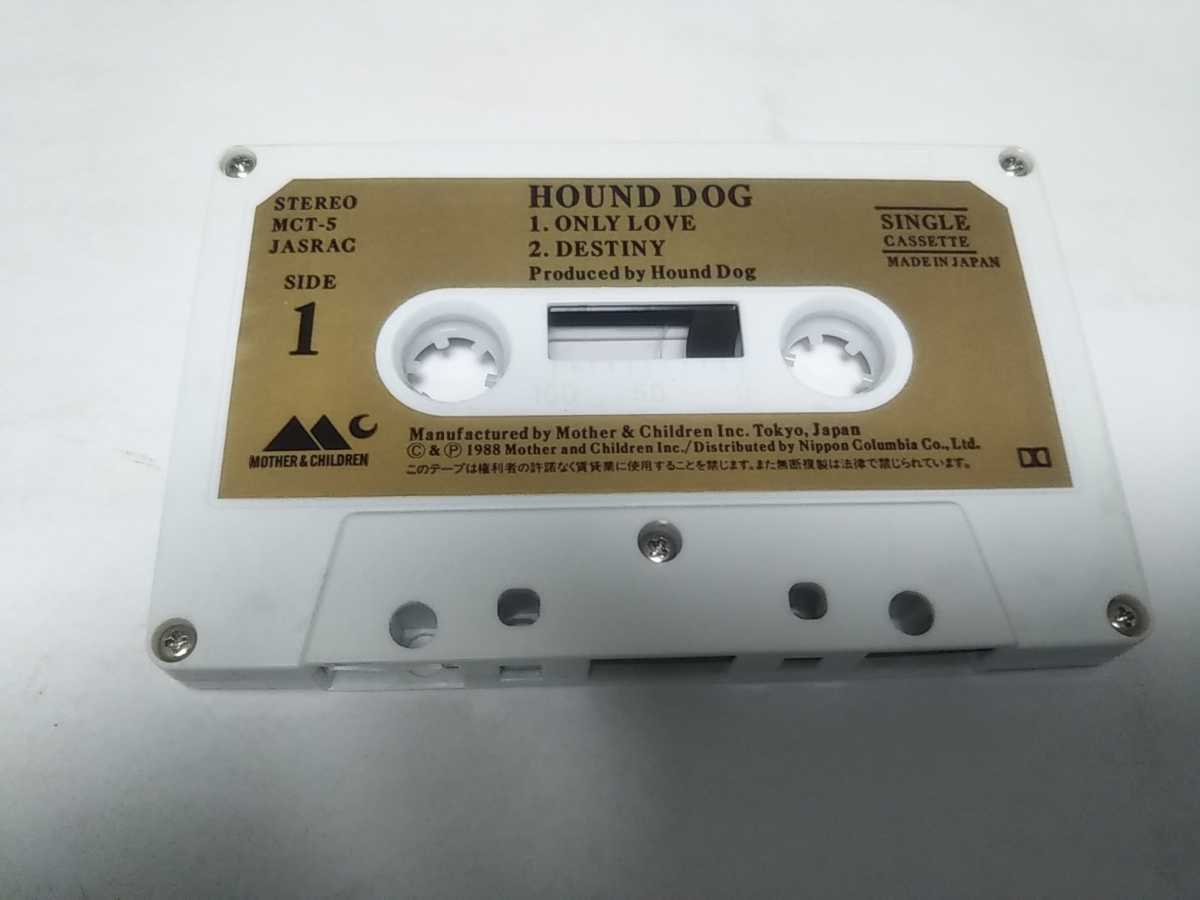 STEREO
MCT-5
JASRAC
SIDE
1
HOUND DOG
1. ONLY LOVE
2. DESTINY
Produced by Hound Dog
SINGLE
CASSETTE
MADE IN JAPAN
100 50 0
MOTHER & CHILDREN
Manufactured by Mother & Children Inc. Tokyo, Japan
Ⓒ & Ⓟ 1988 Mother and Children Inc./Distributed by Nippon Columbia Co., Ltd.
このテープは権利者の許諾なく賃貸業に使用することを禁じます。また無断複製は法律で禁じられています。